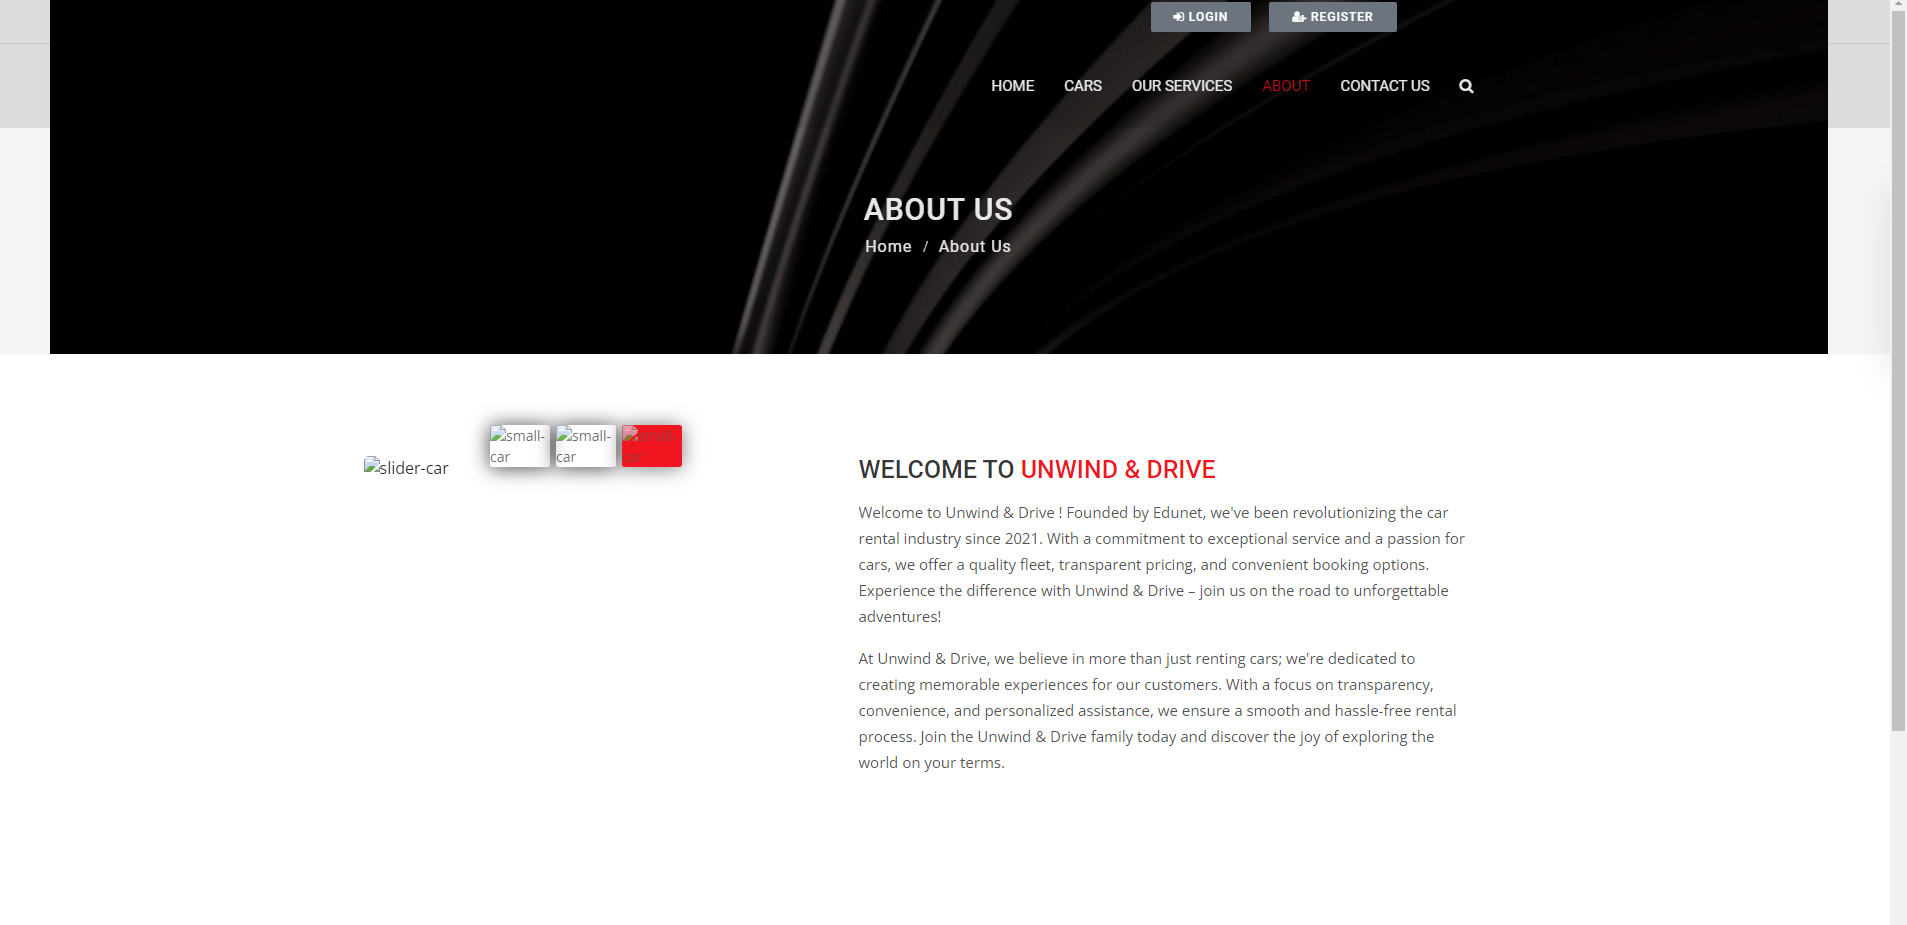 LOGIN
REGISTER
HOME
CARS
OUR SERVICES
ABOUT
CONTACT US
ABOUT US
Home / About Us
small-
car
small-
car
small-
car
slider-car
WELCOME TO UNWIND & DRIVE
Welcome to Unwind & Drive ! Founded by Edunet, we've been revolutionizing the car
rental industry since 2021. With a commitment to exceptional service and a passion for
cars, we offer a quality fleet, transparent pricing, and convenient booking options.
Experience the difference with Unwind & Drive – join us on the road to unforgettable
adventures!
At Unwind & Drive, we believe in more than just renting cars; we're dedicated to
creating memorable experiences for our customers. With a focus on transparency,
convenience, and personalized assistance, we ensure a smooth and hassle-free rental
process. Join the Unwind & Drive family today and discover the joy of exploring the
world on your terms.